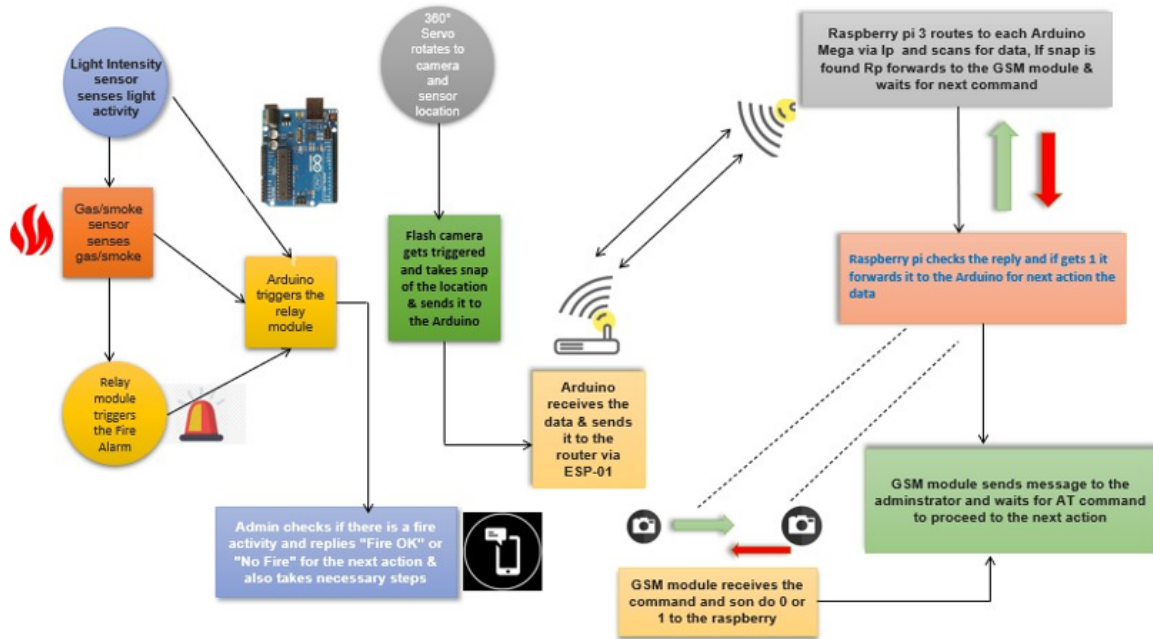 Light Intensity
sensor
senses light
activity
Gas/smoke
sensor
senses
gas/smoke
Relay
module
triggers
the Fire
Alarm
Arduino
triggers the
relay
module
360°
Servo
rotates to
camera
and
sensor
location
Flash camera
gets triggered
and takes snap
of the location
& sends it to
the Arduino
Arduino
receives the
data & sends
it to the
router via
ESP-01
Admin checks if there is a fire
activity and replies "Fire OK" or
"No Fire" for the next action &
also takes necessary steps
Raspberry pi 3 routes to each Arduino
Mega via Ip and scans for data, If snap is
found Rp forwards to the GSM module &
waits for next command
Raspberry pi checks the reply and if gets 1 it
forwards it to the Arduino for next action the
data
GSM module sends message to the
adminstrator and waits for AT command
to proceed to the next action
GSM module receives the
command and son do 0 or
1 to the raspberry